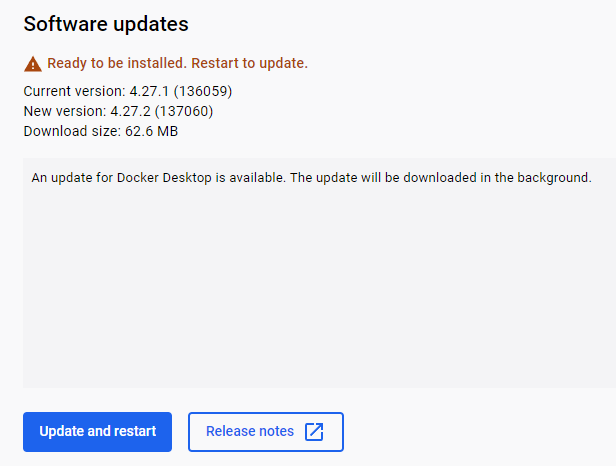 Software updates
Ready to be installed. Restart to update.
Current version: 4.27.1 (136059)
New version: 4.27.2 (137060)
Download size: 62.6 MB
An update for Docker Desktop is available. The update will be downloaded in the background.
Update and restart
Release notes